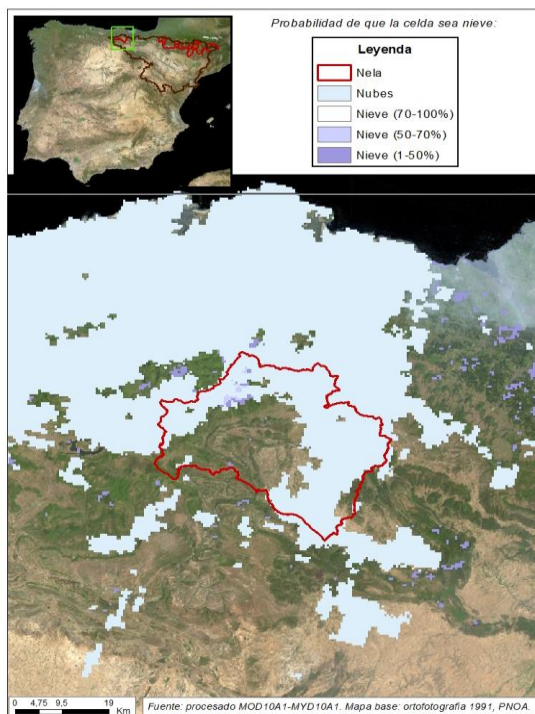 Probabilidad de que la celda sea nieve:
Leyenda
Nela
Nubes
Nieve (70-100%)
Nieve (50-70%)
Nieve (1-50%)
0 4,75 9,5 19
Km
Fuente: procesado MOD10A1-MYD10A1. Mapa base: ortofotografia 1991, PNOA.